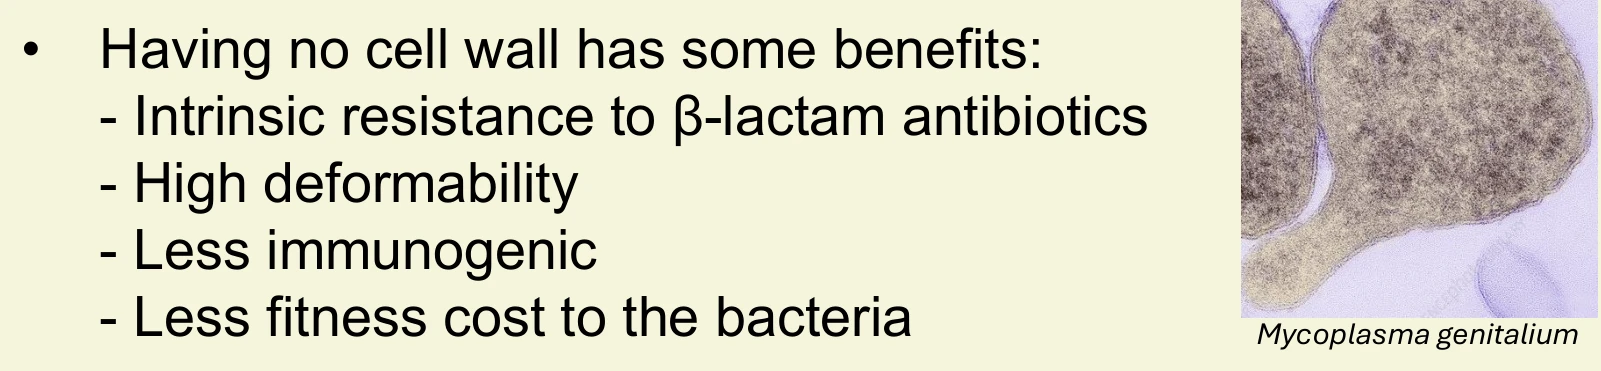 • Having no cell wall has some benefits:
- Intrinsic resistance to β-lactam antibiotics
- High deformability
- Less immunogenic
- Less fitness cost to the bacteria
Mycoplasma genitalium